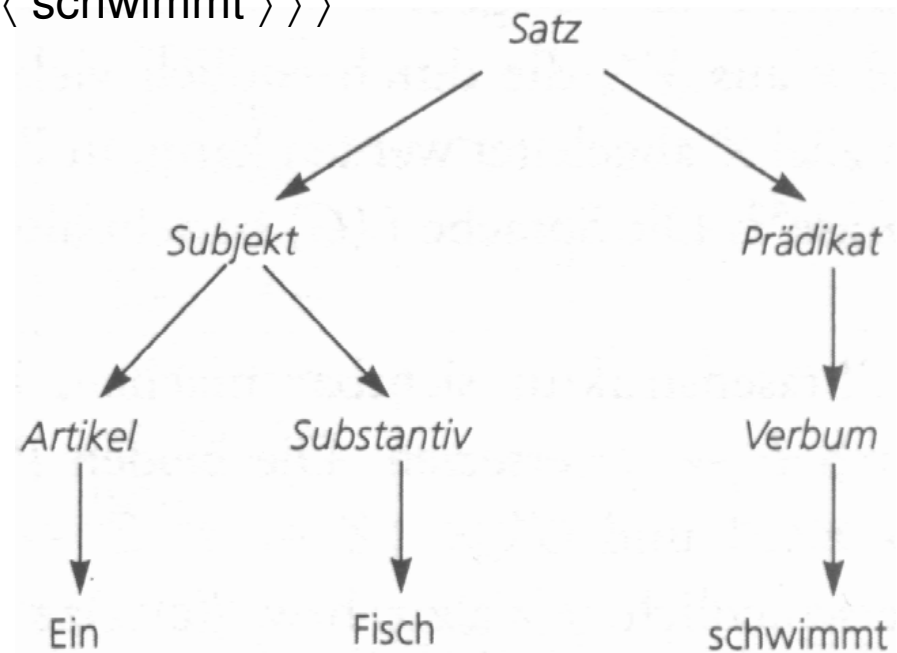 ⟨ schwimmt ⟩ ⟩ ⟩
Satz
Subjekt Prädikat
Artikel Substantiv Verbum
Ein Fisch schwimmt